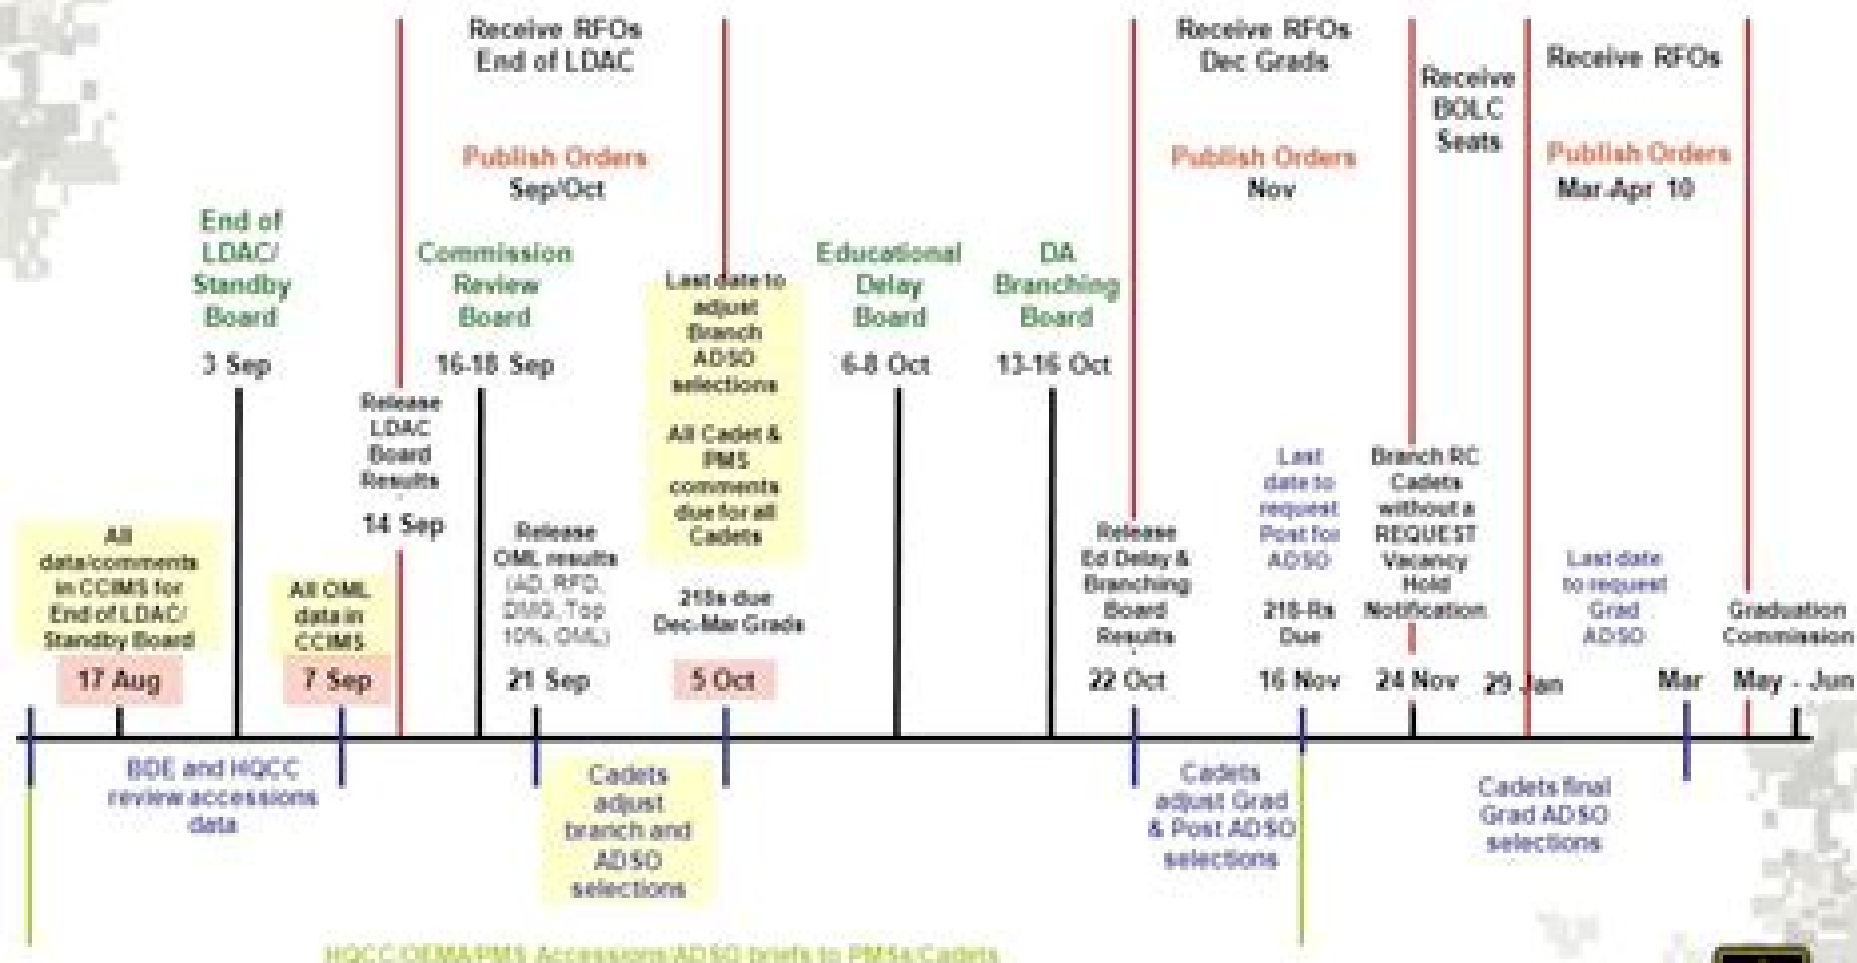 Receive RFOs
End of LDAC
Publish Orders
Sep/Oct
Receive RFOs
Dec Grads
Publish Orders
Nov
Receive
BOLC
Seats
Receive RFOs
Publish Orders
Mar-Apr 10
End of
LDAC/
Standby
Board
3 Sep
Commission
Review
Board
16-18 Sep
Last date to
adjust
Branch
ADSO
selections
All Cadet &
PMS
comments
due for all
Cadets
218s due
Dec-Mar Grads
5 Oct
Educational
Delay
Board
6-8 Oct
DA
Branching
Board
13-16 Oct
Release
LDAC
Board
Results
14 Sep
All
data/comments
in CCIMS for
End of LDAC/
Standby Board
17 Aug
All OML
data in
CCIMS
7 Sep
Release
OML results
(AD, RFD,
DMG, Top
10%, OML)
21 Sep
Release
Ed Delay &
Branching
Board
Results
22 Oct
Last
date to
request
Post for
ADSO
218-Rs
Due
16 Nov
Branch RC
Cadets
without a
REQUEST
Vacancy
Hold
Notification
24 Nov
29 Jan
Last date
to request
Grad
ADSO
Mar
Graduation
Commission
May - Jun
BDE and HQCC
review accessions
data
Cadets
adjust
branch and
ADSO
selections
Cadets
adjust Grad
& Post ADSO
selections
Cadets final
Grad ADSO
selections
HQCC/OEMA/PMS Accessions/ADSO briefs to PMSs/Cadets